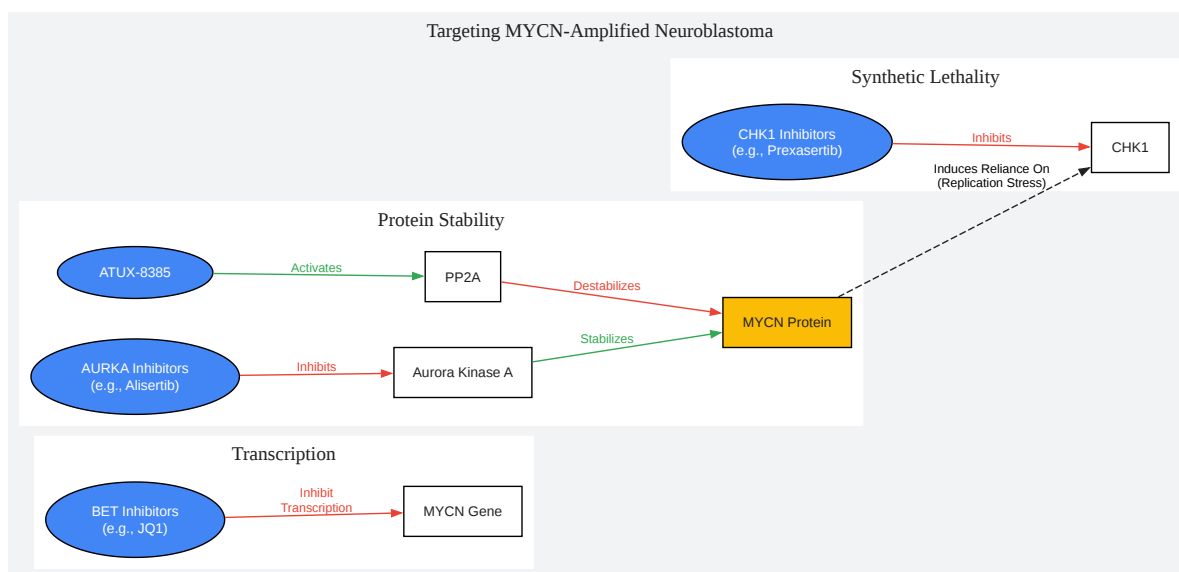 Targeting MYCN-Amplified Neuroblastoma
Synthetic Lethality
CHK1 Inhibitors
(e.g., Prexasertib)
Inhibits
CHK1
Induces Reliance On
(Replication Stress)
Protein Stability
ATUX-8385
Activates
PP2A
Destabilizes
MYCN Protein
Stabilizes
AURKA Inhibitors
(e.g., Alisertib)
Inhibits
Aurora Kinase A
Transcription
BET Inhibitors
(e.g., JQ1)
Inhibit
Transcription
MYCN Gene